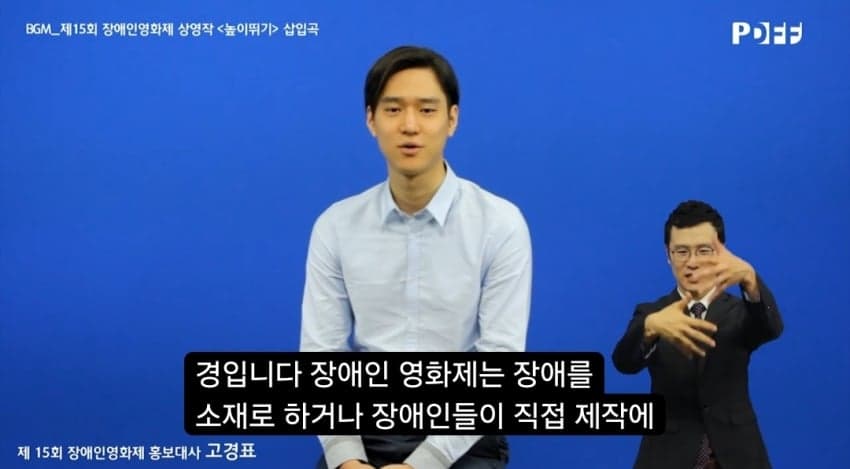 BGM_제15회 장애인영화제 상영작 <높이뛰기> 삽입곡
PDFF
경입니다 장애인 영화제는 장애를
소재로 하거나 장애인들이 직접 제작에
제 15회 장애인영화제 홍보대사 고경표